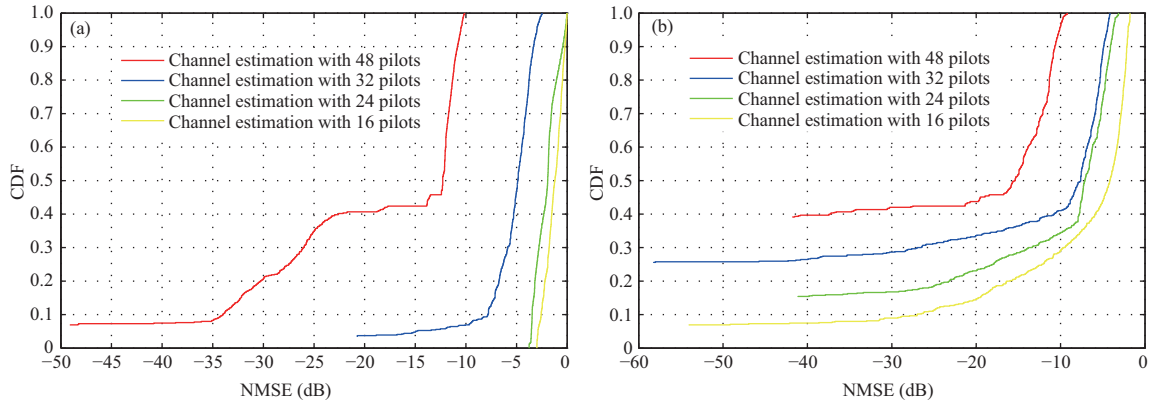 (a)
Channel estimation with 48 pilots
Channel estimation with 32 pilots
Channel estimation with 24 pilots
Channel estimation with 16 pilots
CDF
1.0
0.9
0.8
0.7
0.6
0.5
0.4
0.3
0.2
0.1
0
−50 −45 −40 −35 −30 −25 −20 −15 −10 −5 0
NMSE (dB)
(b)
Channel estimation with 48 pilots
Channel estimation with 32 pilots
Channel estimation with 24 pilots
Channel estimation with 16 pilots
CDF
1.0
0.9
0.8
0.7
0.6
0.5
0.4
0.3
0.2
0.1
0
−60 −50 −40 −30 −20 −10 0
NMSE (dB)